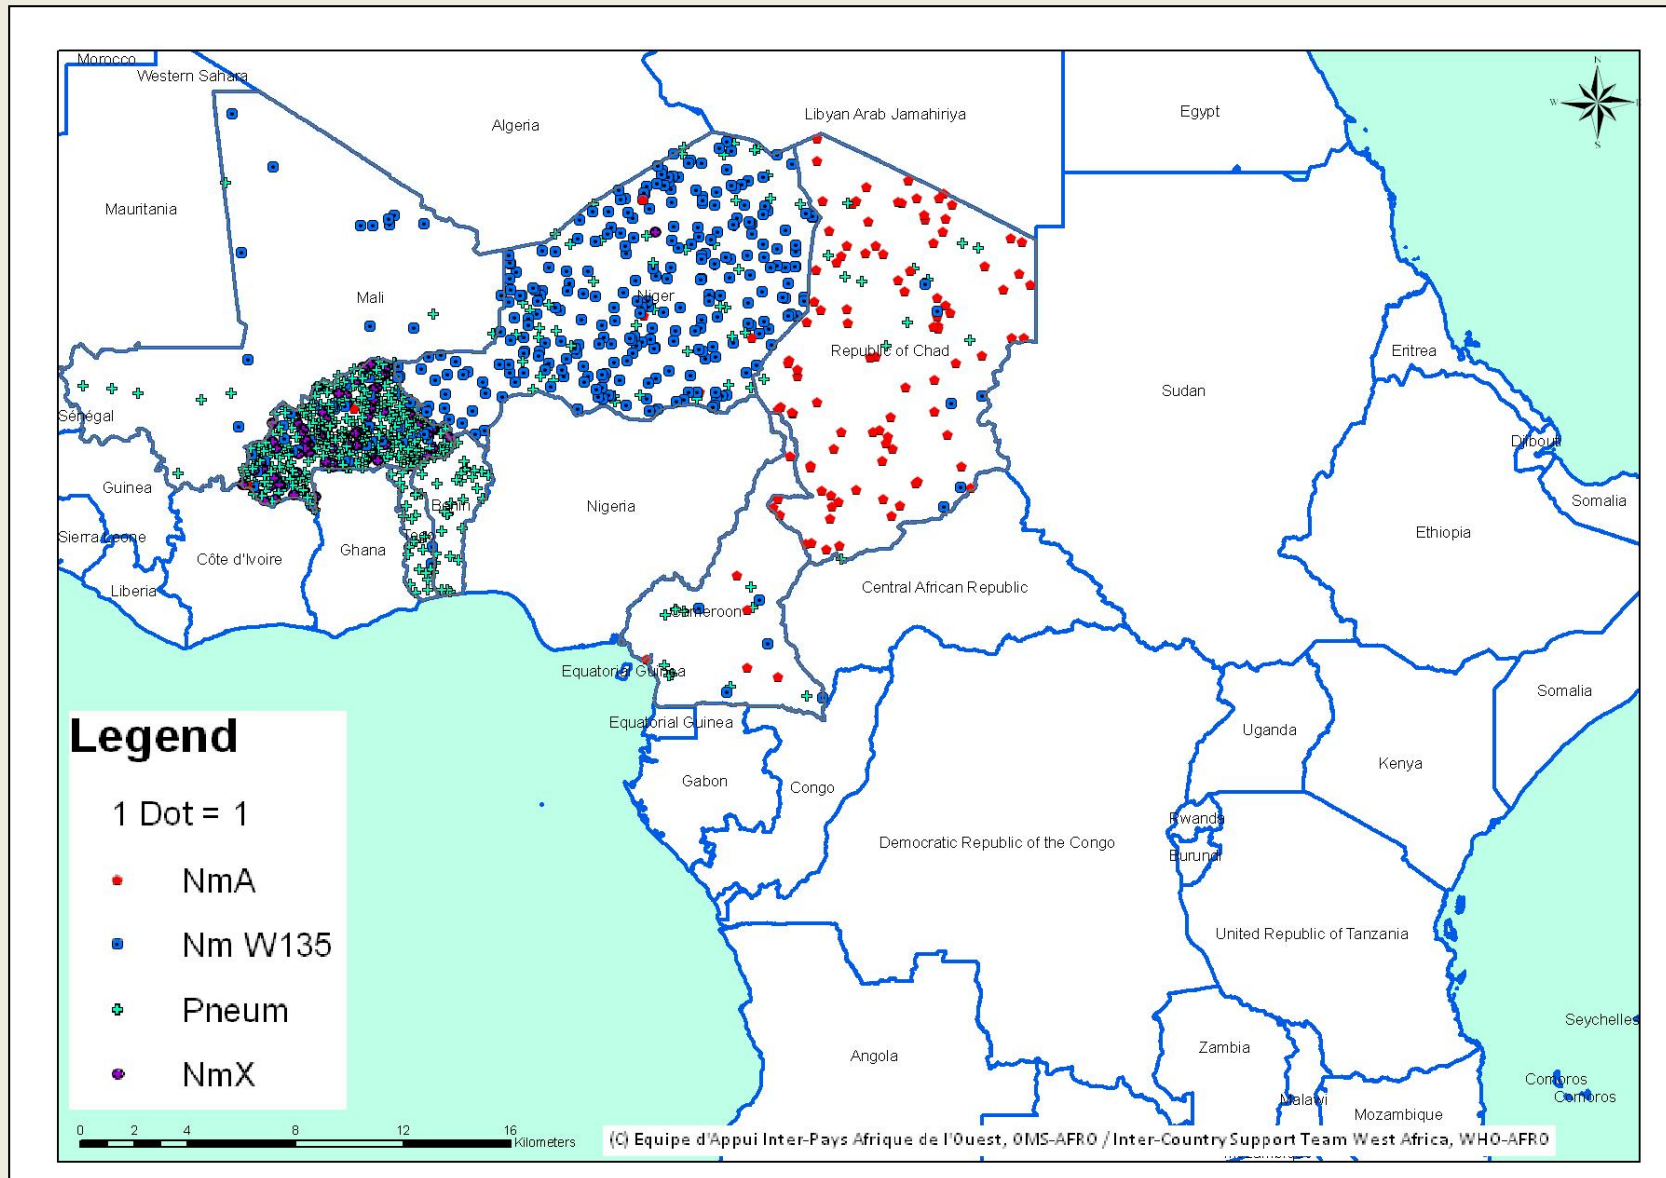 Morocco
Western Sahara
N
W
E
S
Algeria
Libyan Arab Jamahiriya
Egypt
Mauritania
Mali
Niger
Republic of Chad
Sudan
Eritrea
Sénégal
Djibouti
Guinea
Benin
Nigeria
Somalia
Sierra Leone
Togo
Ethiopia
Côte d'Ivoire
Ghana
Liberia
Central African Republic
Cameroon
Equatorial Guinea
Somalia
Equatorial Guinea
Uganda
Gabon
Congo
Kenya
Rwanda
Democratic Republic of the Congo
Burundi
United Republic of Tanzania
Seychelles
Angola
Zambia
Comoros
Comoros
Malawi
Mozambique
Legend
1 Dot = 1
NmA
Nm W135
Pneum
NmX
0 2 4 8 12 16
Kilometers
(C) Equipe d'Appui Inter-Pays Afrique de l'Ouest, OMS-AFRO / Inter-Country Support Team West Africa, WHO-AFRO